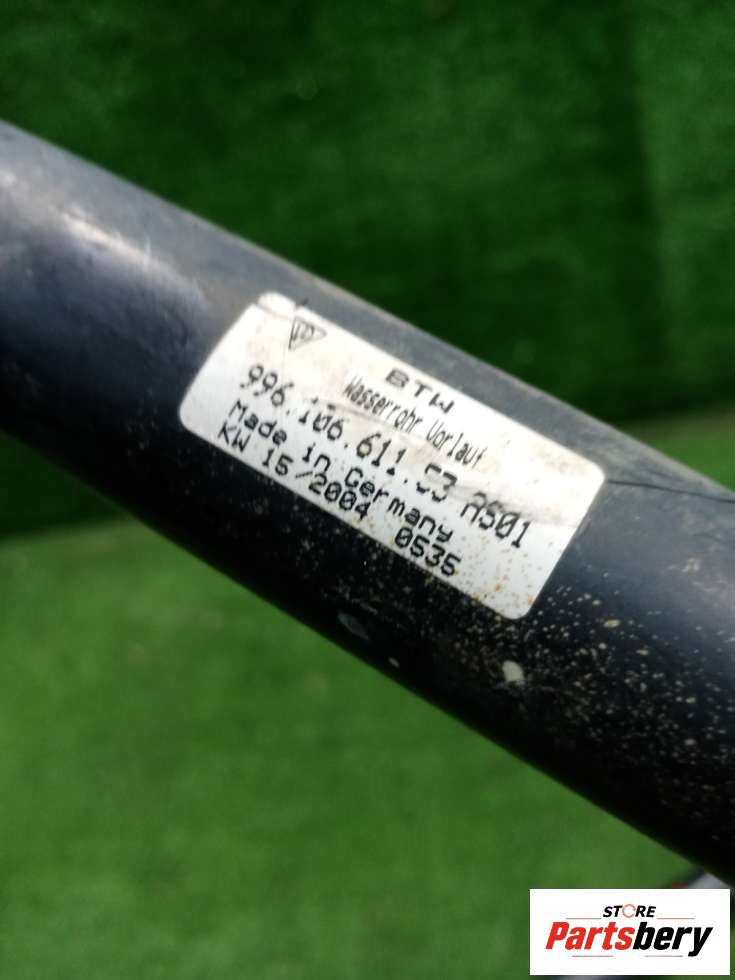 BTW
Wasserrohr Vorlauf
996.106.611.53 AS01
Made in Germany
KW 15/2004 0535
STORE
Partsbery